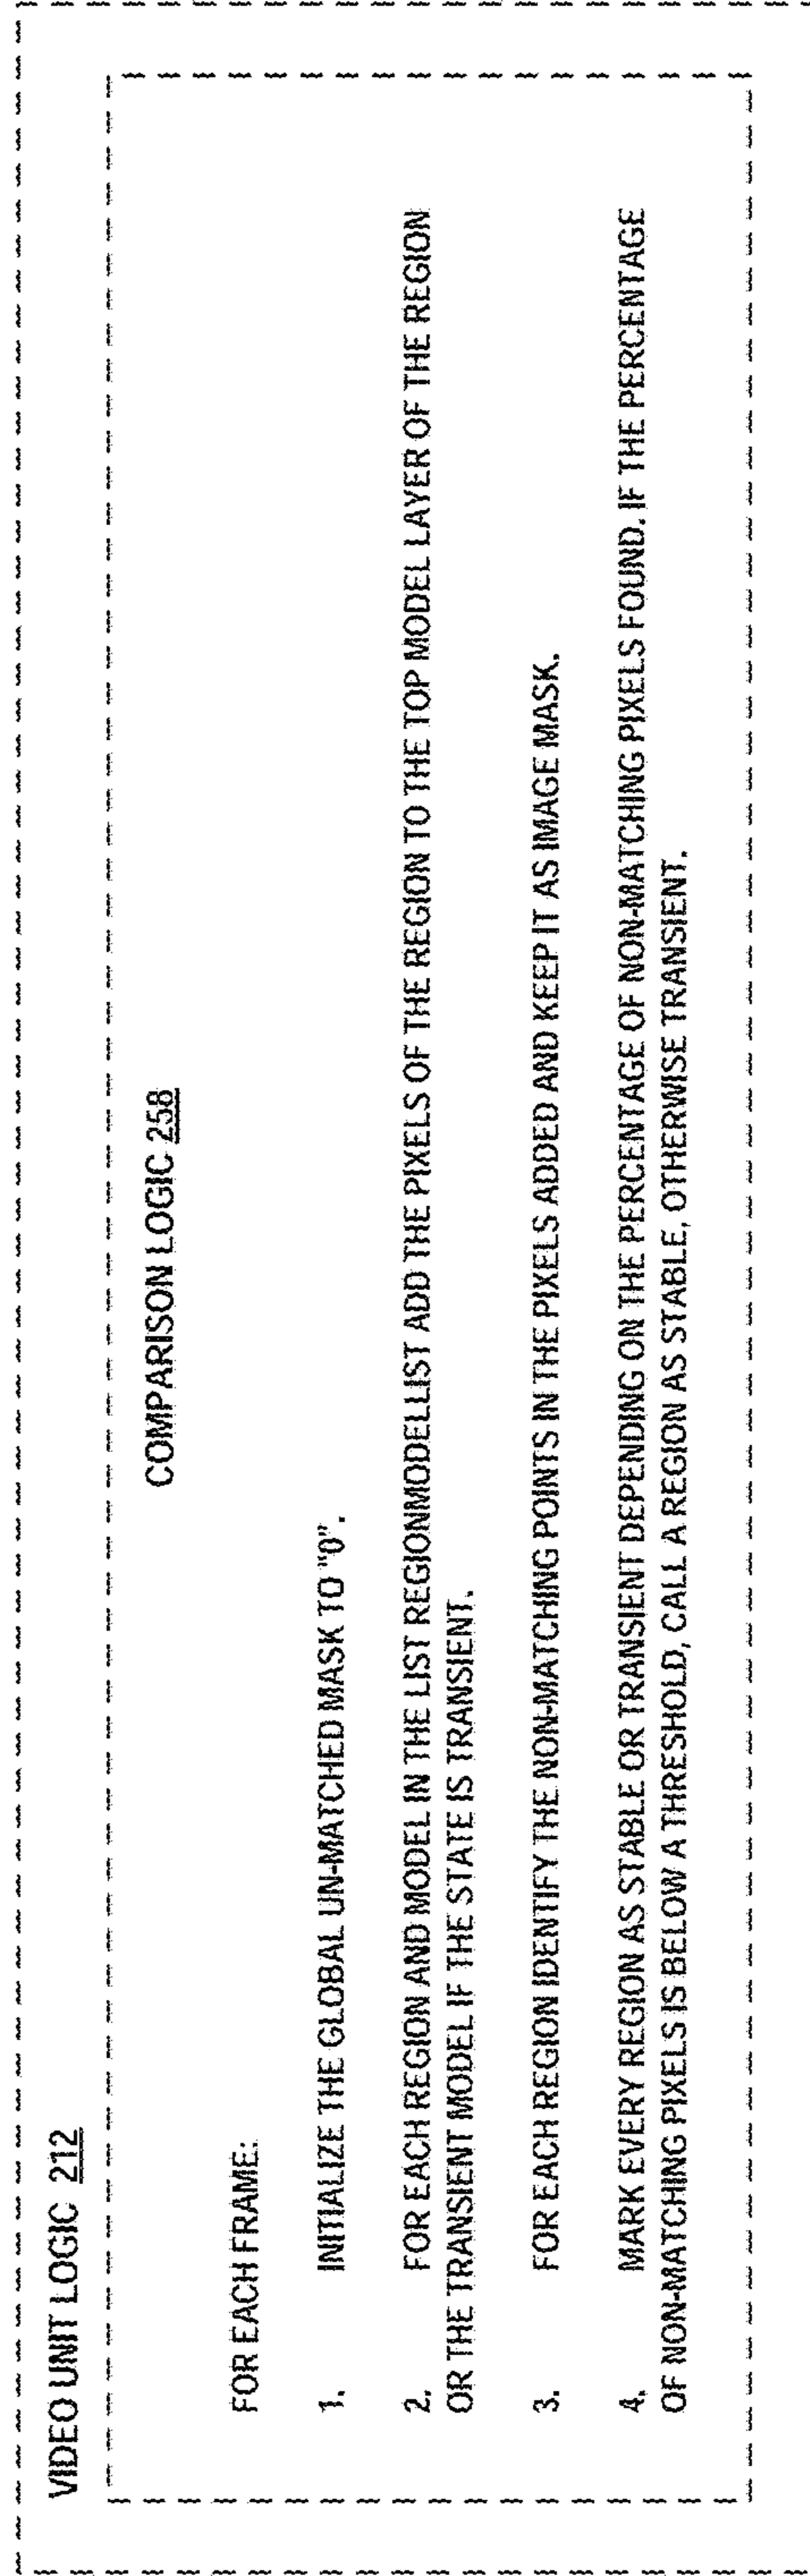 VIDEO UNIT LOGIC 212
COMPARISON LOGIC 258
FOR EACH FRAME:
1. INITIALIZE THE GLOBAL UN-MATCHED MASK TO "0".
2. FOR EACH REGION AND MODEL IN THE LIST REGIONMODELLIST ADD THE PIXELS OF THE REGION TO THE TOP MODEL LAYER OF THE REGION
OR THE TRANSIENT MODEL IF THE STATE IS TRANSIENT.
3. FOR EACH REGION IDENTIFY THE NON-MATCHING POINTS IN THE PIXELS ADDED AND KEEP IT AS IMAGE MASK.
4. MARK EVERY REGION AS STABLE OR TRANSIENT DEPENDING ON THE PERCENTAGE OF NON-MATCHING PIXELS FOUND. IF THE PERCENTAGE
OF NON-MATCHING PIXELS IS BELOW A THRESHOLD, CALL A REGION AS STABLE, OTHERWISE TRANSIENT.